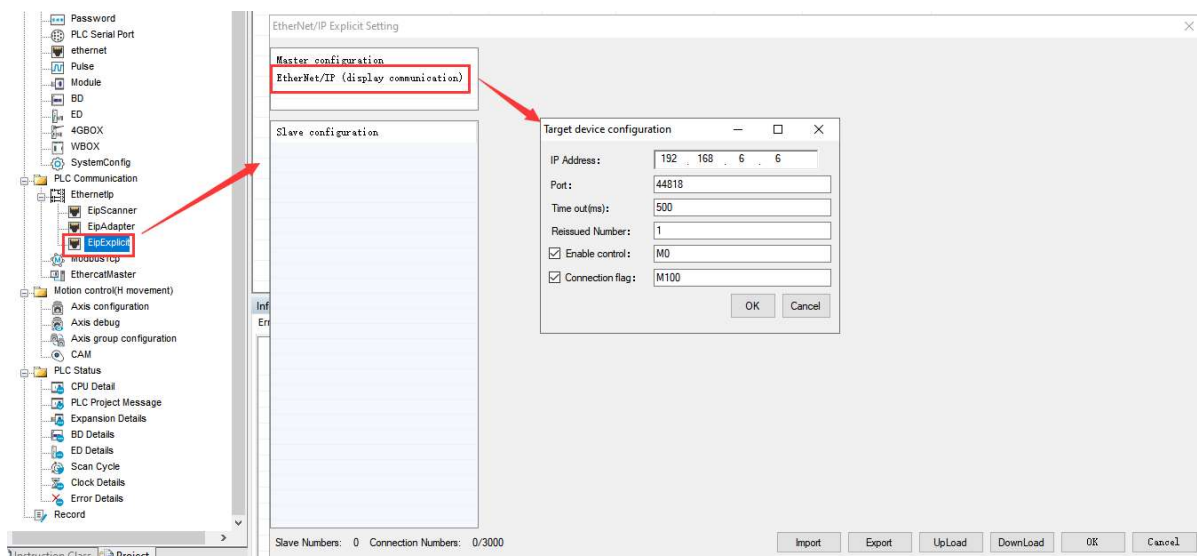 Password
PLC Serial Port
ethernet
Pulse
Module
BD
ED
4GBOX
WBOX
SystemConfig
PLC Communication
EthernetIp
EipScanner
EipAdapter
EipExplicit
ModbusTcp
EthercatMaster
Motion control(H movement)
Axis configuration
Axis debug
Axis group configuration
CAM
PLC Status
CPU Detail
PLC Project Message
Expansion Details
BD Details
ED Details
Scan Cycle
Clock Details
Error Details
Record
Instruction Class Project
Inf
Err
EtherNet/IP Explicit Setting
Master configuration
EtherNet/IP (display communication)
Slave configuration
Target device configuration
IP Address: 192 . 168 . 6 . 6
Port: 44818
Time out(ms): 500
Reissued Number: 1
Enable control: M0
Connection flag: M100
OK Cancel
Slave Numbers: 0 Connection Numbers: 0/3000
Import Export UpLoad DownLoad OK Cancel